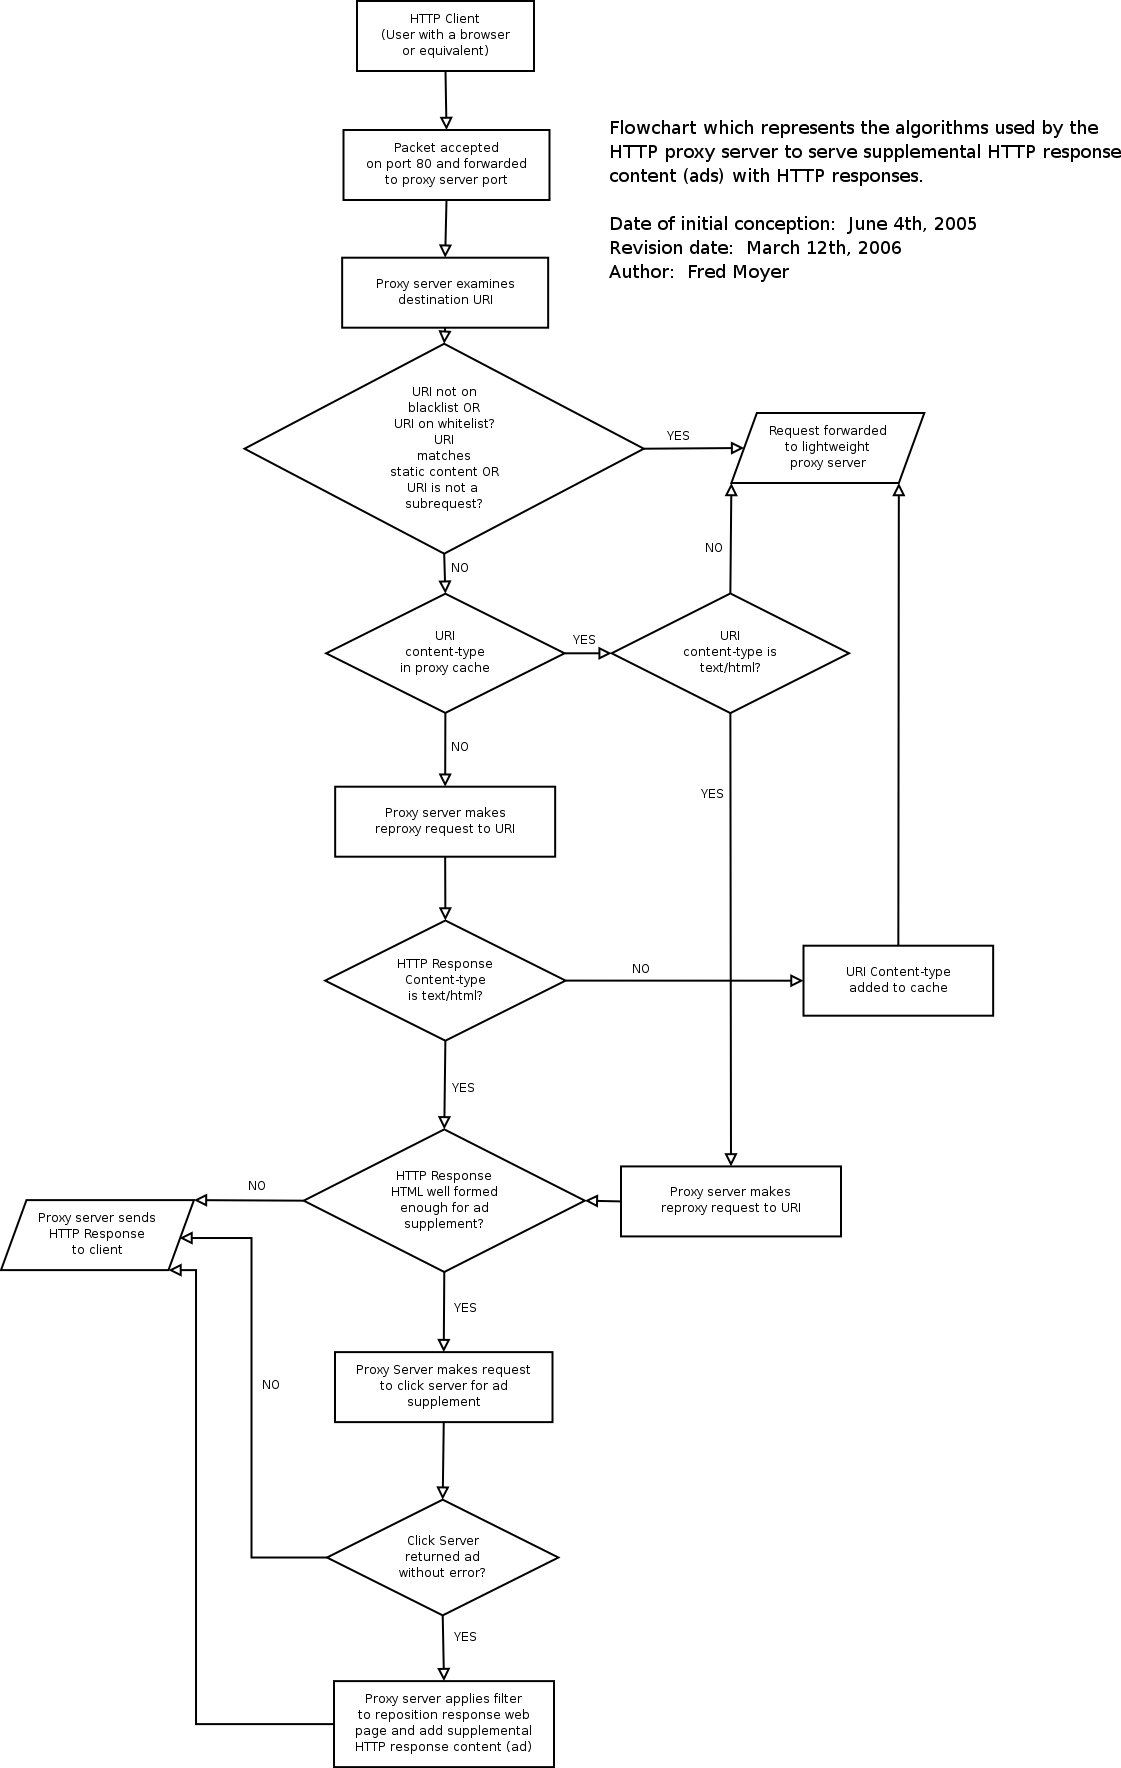 HTTP Client
(User with a browser
or equivalent)
Packet accepted
on port 80 and forwarded
to proxy server port
Flowchart which represents the algorithms used by the
HTTP proxy server to serve supplemental HTTP response
content (ads) with HTTP responses.
Date of initial conception:  June 4th, 2005
Revision date:  March 12th, 2006
Author:  Fred Moyer
Proxy server examines
destination URI
URI not on
blacklist OR
URI on whitelist?
URI
matches
static content OR
URI is not a
subrequest?
YES
Request forwarded
to lightweight
proxy server
NO
NO
URI
content-type
in proxy cache
YES
URI
content-type is
text/html?
NO
YES
Proxy server makes
reproxy request to URI
HTTP Response
Content-type
is text/html?
NO
URI Content-type
added to cache
YES
HTTP Response
HTML well formed
enough for ad
supplement?
NO
Proxy server sends
HTTP Response
to client
Proxy server makes
reproxy request to URI
YES
Proxy Server makes request
to click server for ad
supplement
NO
Click Server
returned ad
without error?
YES
Proxy server applies filter
to reposition response web
page and add supplemental
HTTP response content (ad)